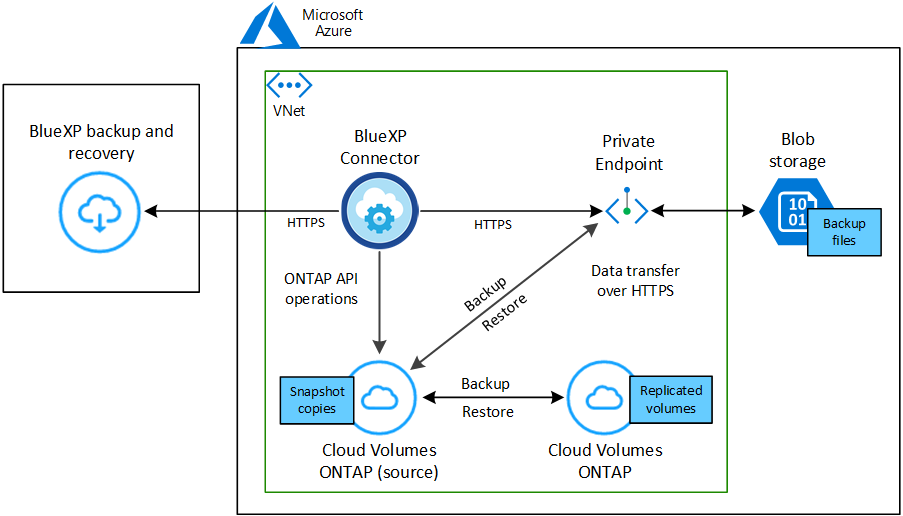 Microsoft
Azure
VNet
BlueXP backup and
recovery
BlueXP
Connector
Private
Endpoint
Blob
storage
10
01
Backup
files
HTTPS
HTTPS
ONTAP API
operations
Backup
Restore
Data transfer
over HTTPS
Snapshot
copies
Backup
Restore
Replicated
volumes
Cloud Volumes
ONTAP (source)
Cloud Volumes
ONTAP